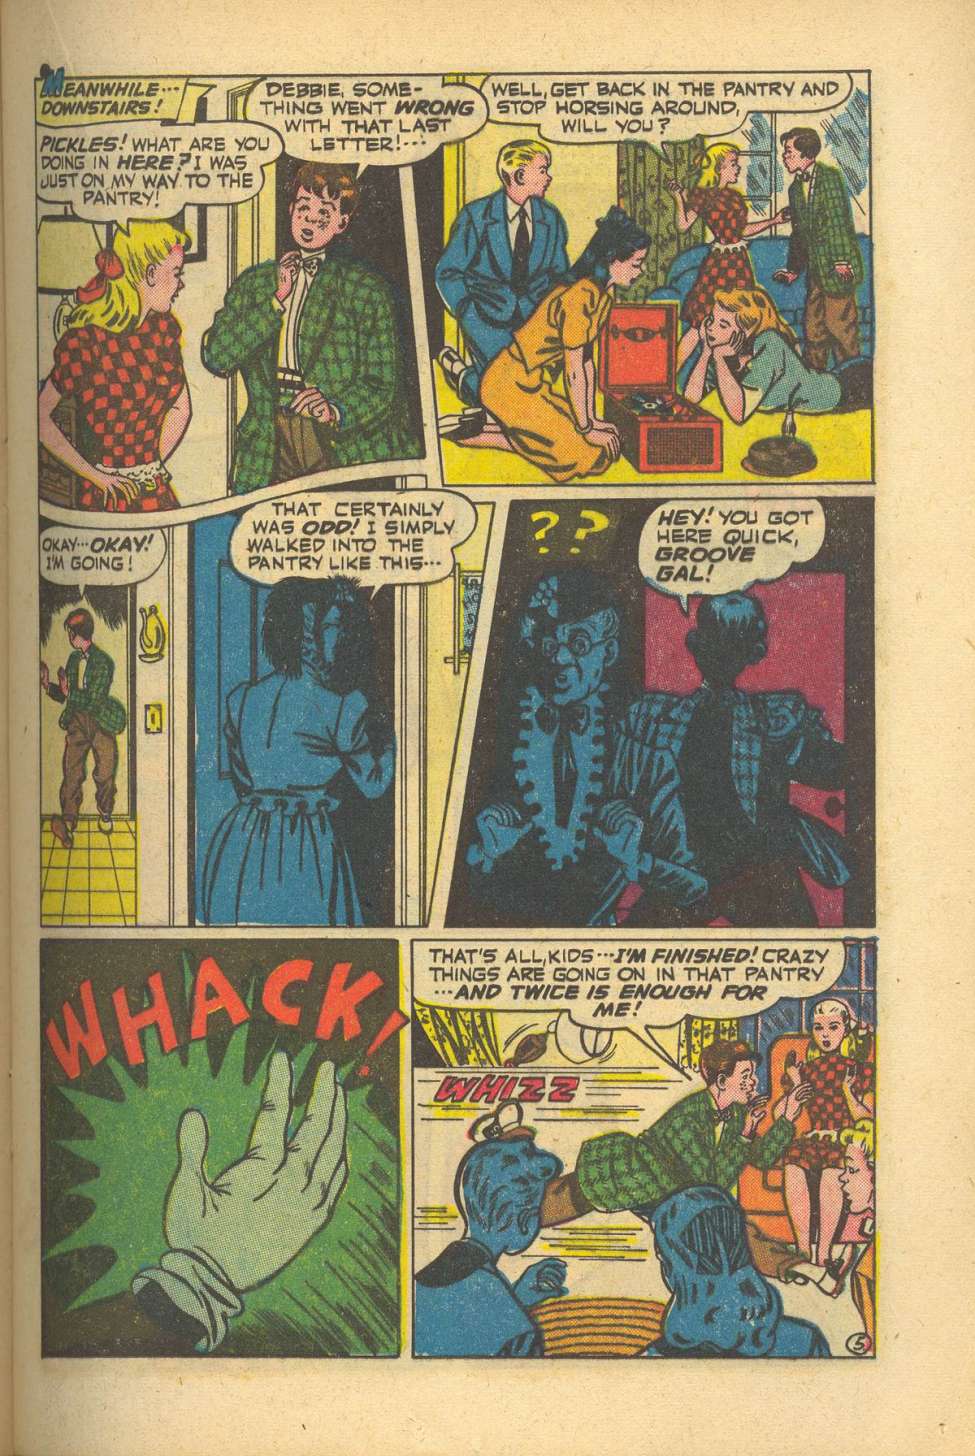 MEANWHILE...
DOWNSTAIRS!
PICKLES! WHAT ARE YOU
DOING IN HERE? I WAS
JUST ON MY WAY TO THE
PANTRY!
DEBBIE, SOME-
THING WENT WRONG
WITH THAT LAST
LETTER!...
WELL, GET BACK IN THE PANTRY AND
STOP HORSING AROUND,
WILL YOU?
OKAY...OKAY!
I'M GOING!
THAT CERTAINLY
WAS ODD! I SIMPLY
WALKED INTO THE
PANTRY LIKE THIS...
??
HEY! YOU GOT
HERE QUICK,
GROOVE
GAL!
WHACK!
THAT'S ALL, KIDS...I'M FINISHED! CRAZY
THINGS ARE GOING ON IN THAT PANTRY
...AND TWICE IS ENOUGH FOR
ME!
WHIZZ
5